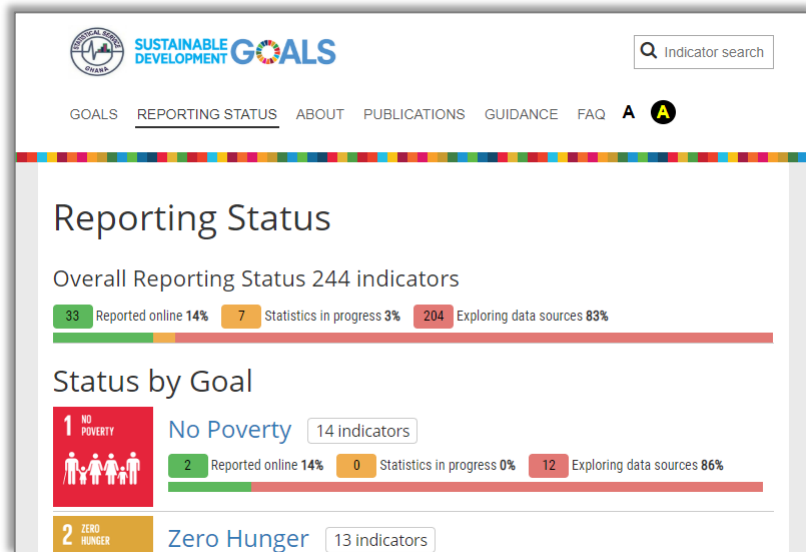 STATISTICAL SERVICE
GHANA
SUSTAINABLE
DEVELOPMENT
GOALS
Indicator search
GOALS REPORTING STATUS ABOUT PUBLICATIONS GUIDANCE FAQ A A
Reporting Status
Overall Reporting Status 244 indicators
33 Reported online 14% 7 Statistics in progress 3% 204 Exploring data sources 83%
Status by Goal
1 NO
POVERTY
No Poverty 14 indicators
2 Reported online 14% 0 Statistics in progress 0% 12 Exploring data sources 86%
2 ZERO
HUNGER
Zero Hunger 13 indicators